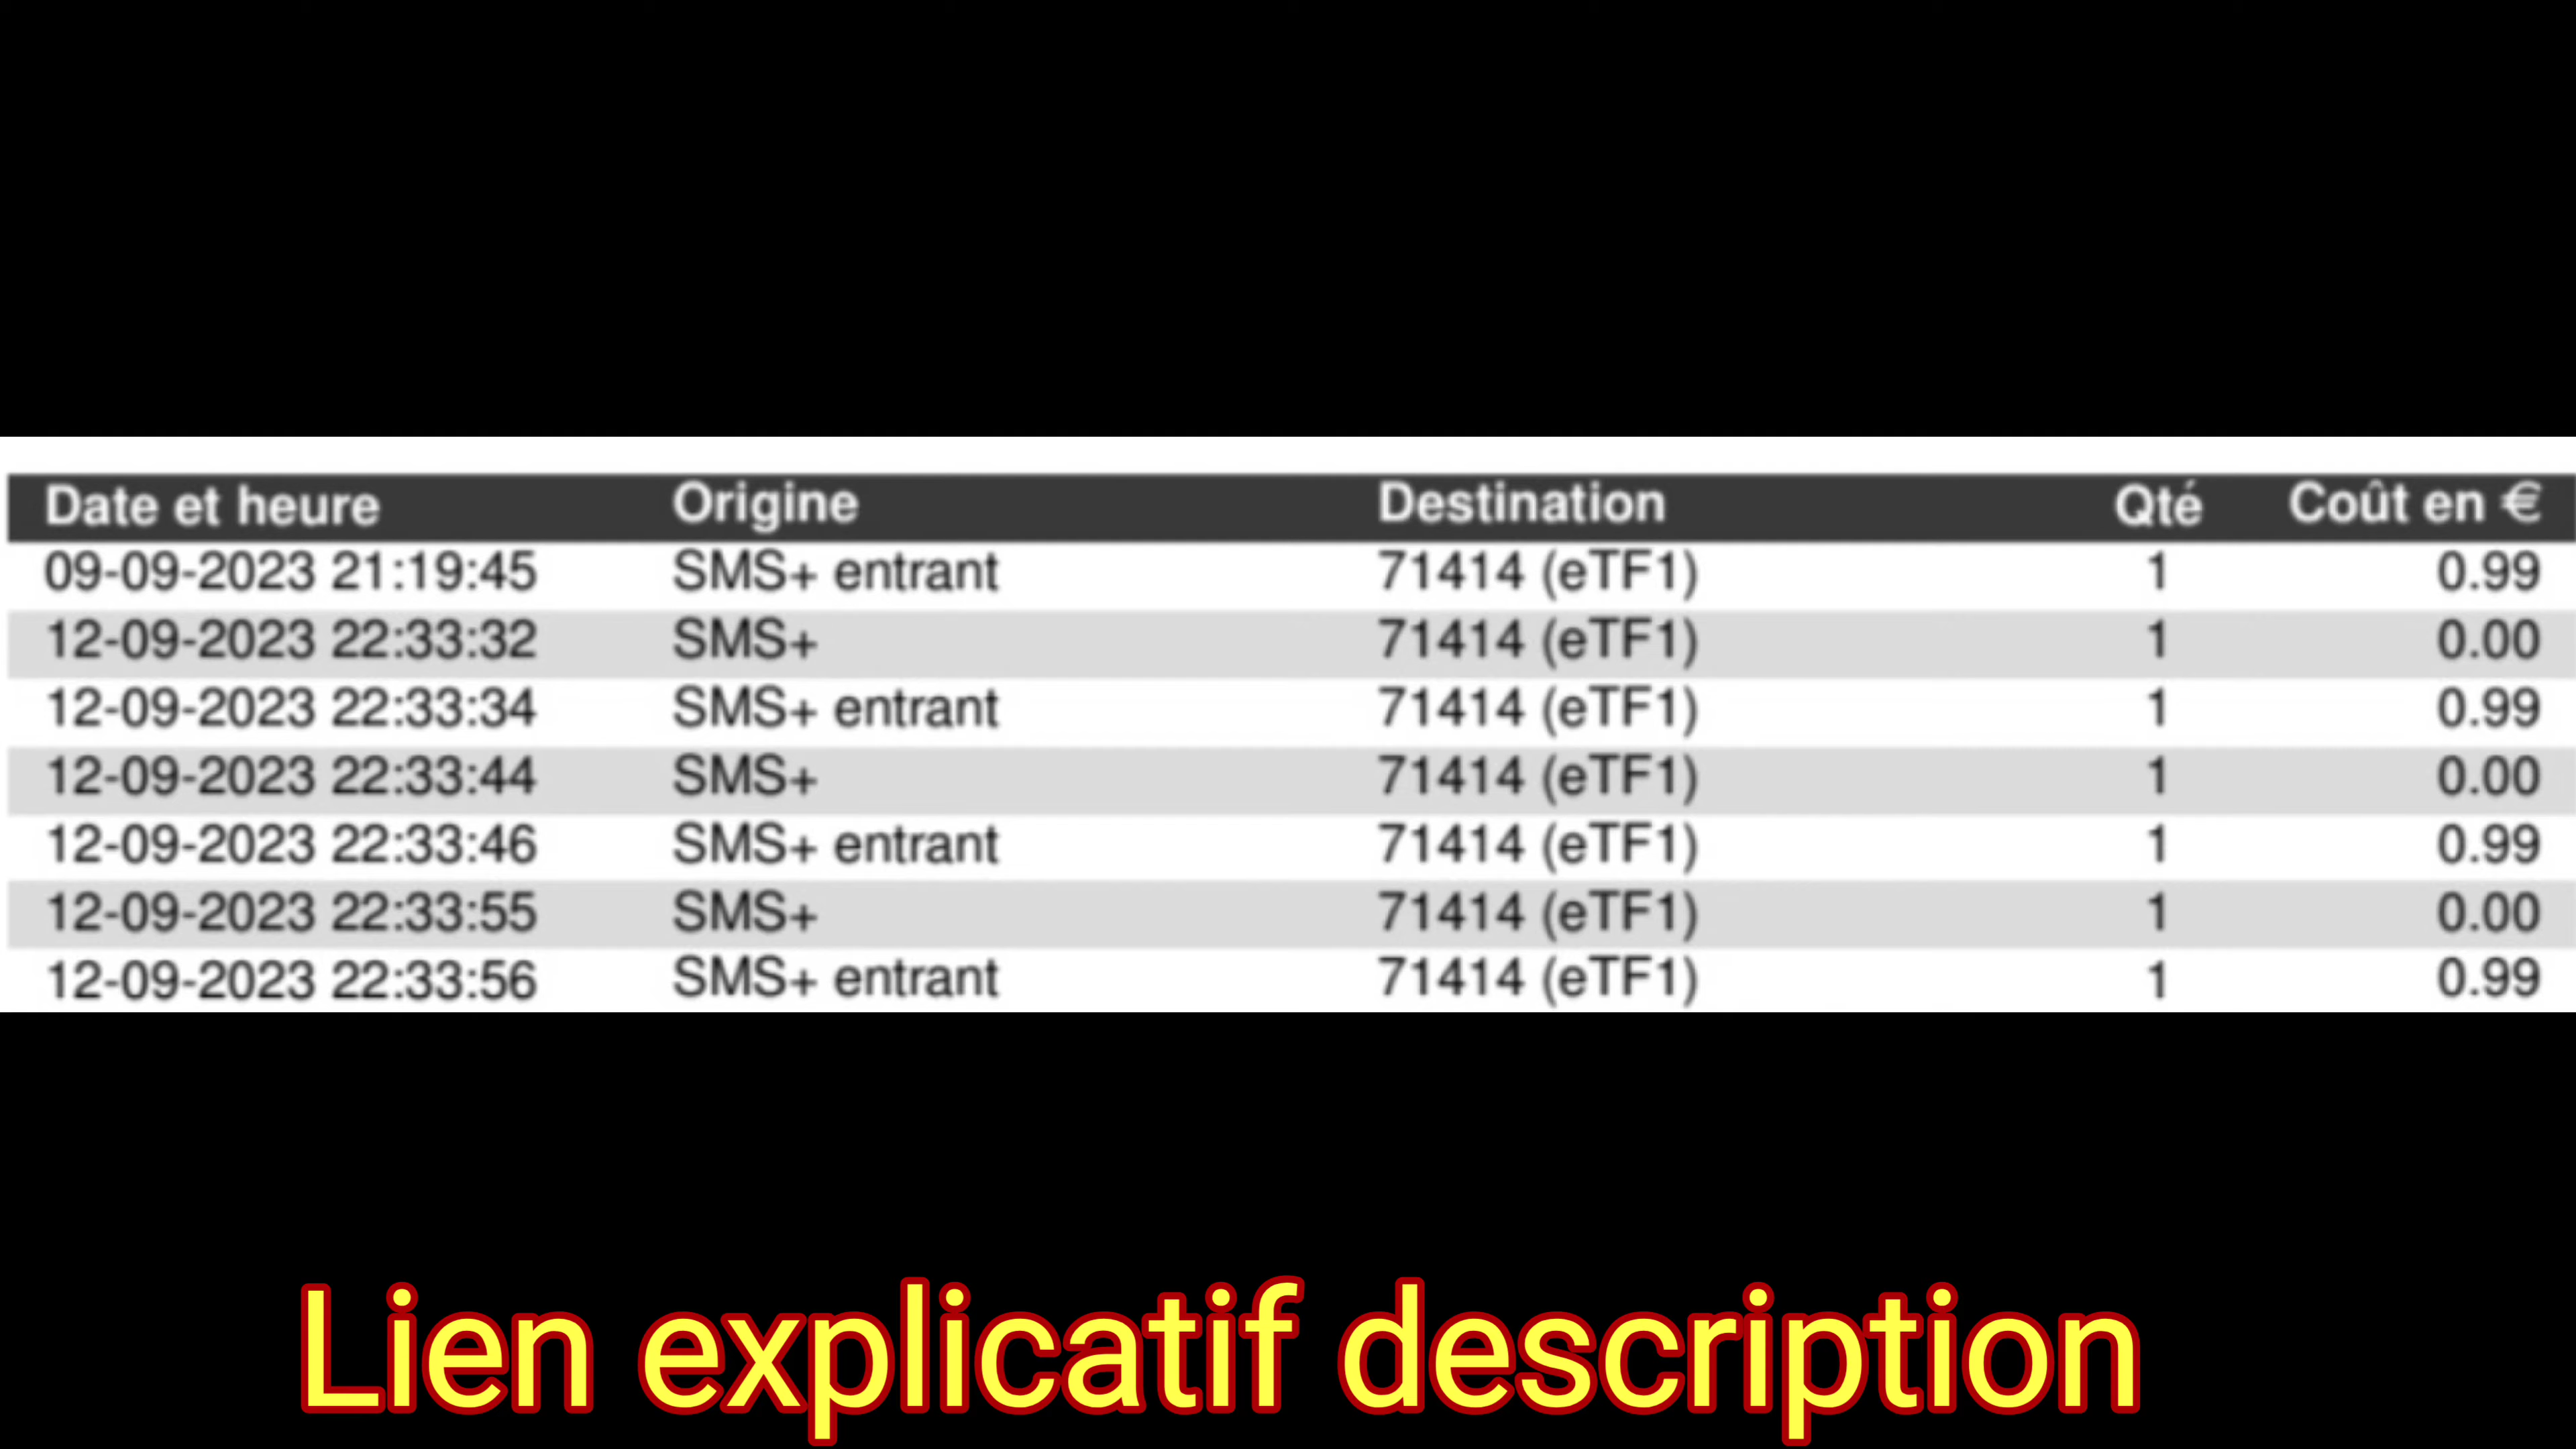 Date et heure Origine Destination Qté Coût en €
09-09-2023 21:19:45 SMS+ entrant 71414 (eTF1) 1 0.99
12-09-2023 22:33:32 SMS+ 71414 (eTF1) 1 0.00
12-09-2023 22:33:34 SMS+ entrant 71414 (eTF1) 1 0.99
12-09-2023 22:33:44 SMS+ 71414 (eTF1) 1 0.00
12-09-2023 22:33:46 SMS+ entrant 71414 (eTF1) 1 0.99
12-09-2023 22:33:55 SMS+ 71414 (eTF1) 1 0.00
12-09-2023 22:33:56 SMS+ entrant 71414 (eTF1) 1 0.99
Lien explicatif description